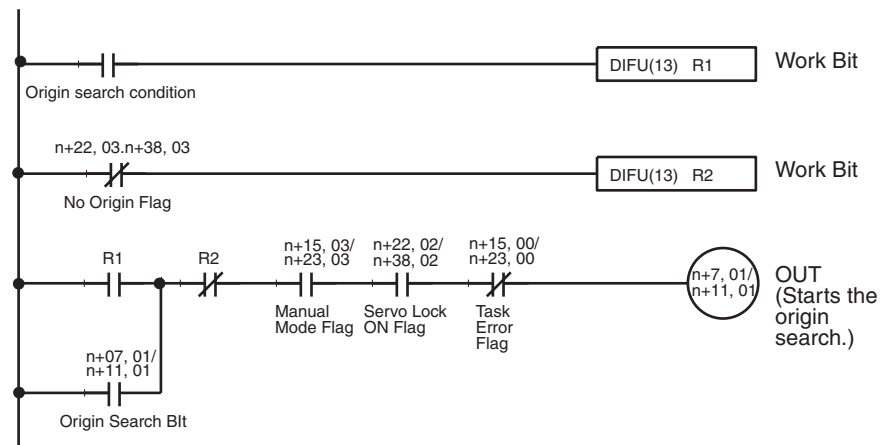 DIFU(13) R1
Work Bit
Origin search condition
n+22, 03.n+38, 03
DIFU(13) R2
Work Bit
No Origin Flag
R1
R2
n+15, 03/
n+23, 03
n+22, 02/
n+38, 02
n+15, 00/
n+23, 00
n+7, 01/
n+11, 01
OUT
(Starts the
origin
search.)
Manual
Mode Flag
Servo Lock
ON Flag
Task
Error
Flag
n+07, 01/
n+11, 01
Origin Search BIt